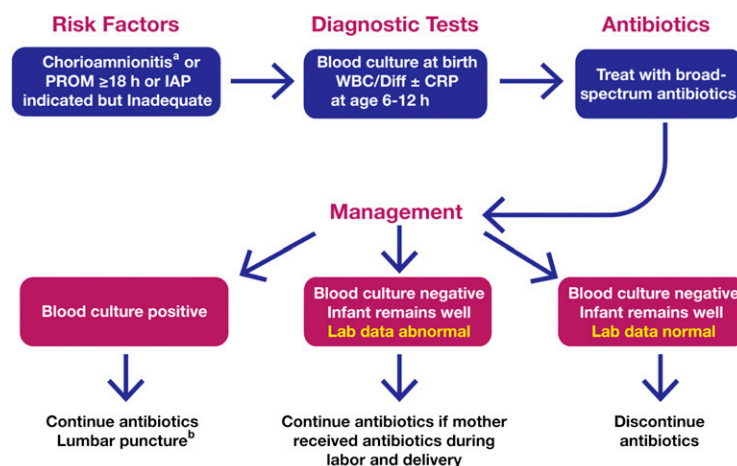 Risk Factors
Diagnostic Tests
Antibiotics
Chorioamnionitisᵃ or
PROM ≥18 h or IAP
indicated but Inadequate
Blood culture at birth
WBC/Diff ± CRP
at age 6-12 h
Treat with broad-
spectrum antibiotics
Management
Blood culture positive
Blood culture negative
Infant remains well
Lab data abnormal
Blood culture negative
Infant remains well
Lab data normal
Continue antibiotics
Lumbar punctureᵇ
Continue antibiotics if mother
received antibiotics during
labor and delivery
Discontinue
antibiotics